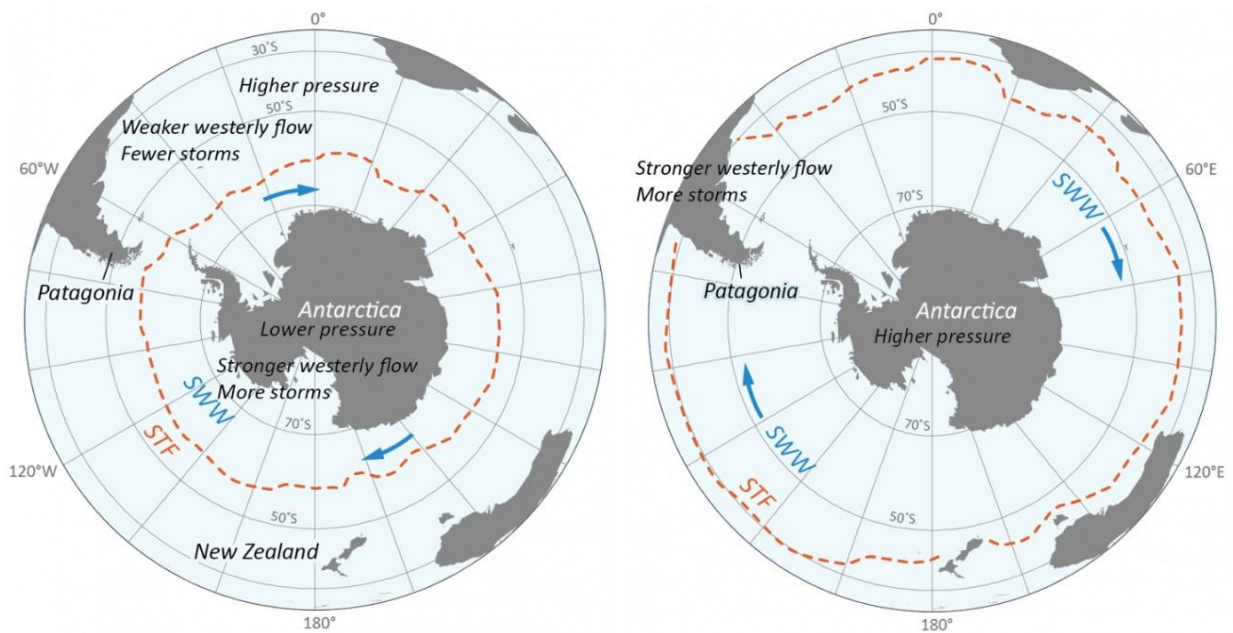 0°
30°S
Higher pressure
50°S
Weaker westerly flow
Fewer storms
60°W
Patagonia
Antarctica
Lower pressure
Stronger westerly flow
More storms
SWW
STF
70°S
120°W
50°S
New Zealand
180°
0°
50°S
60°E
Stronger westerly flow
More storms
SWW
70°S
Patagonia
Antarctica
Higher pressure
SWW
70°S
STF
120°E
50°S
180°